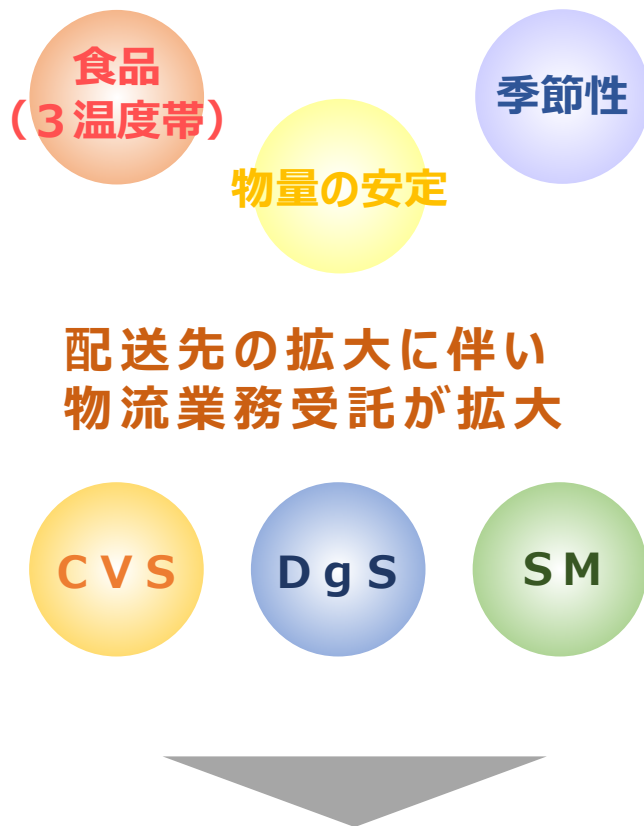 食品
（３温度帯）
季節性
物量の安定
配送先の拡大に伴い
物流業務受託が拡大
ＣＶＳ
ＤｇＳ
ＳＭ